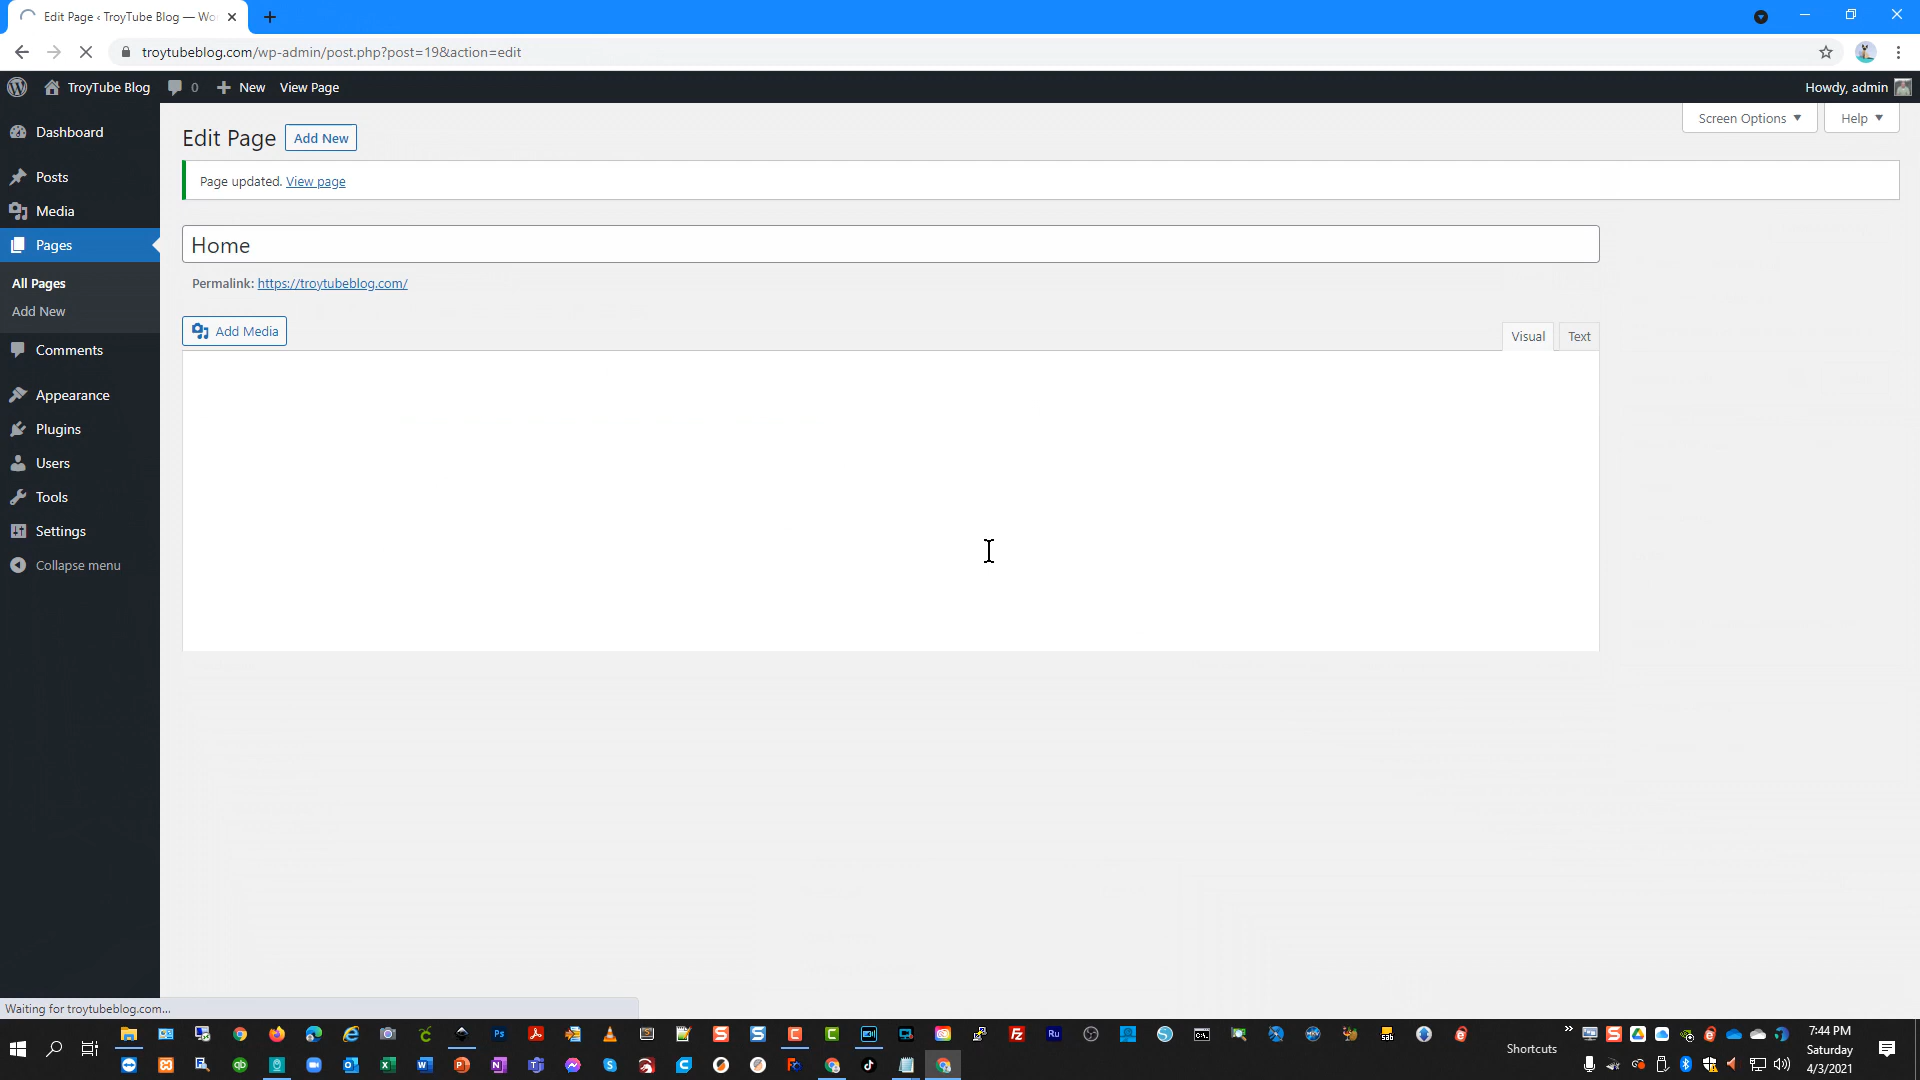 Edit Page ‹ TroyTube Blog — Wo
troytubeblog.com/wp-admin/post.php?post=19&action=edit
TroyTube Blog
0
New
View Page
Howdy, admin
Screen Options
Help
Dashboard
Posts
Media
Pages
All Pages
Add New
Comments
Appearance
Plugins
Users
Tools
Settings
Collapse menu
Edit Page
Add New
Page updated. View page
Home
Permalink: https://troytubeblog.com/
Add Media
Visual
Text
Waiting for troytubeblog.com...
Shortcuts
7:44 PM
Saturday
4/3/2021